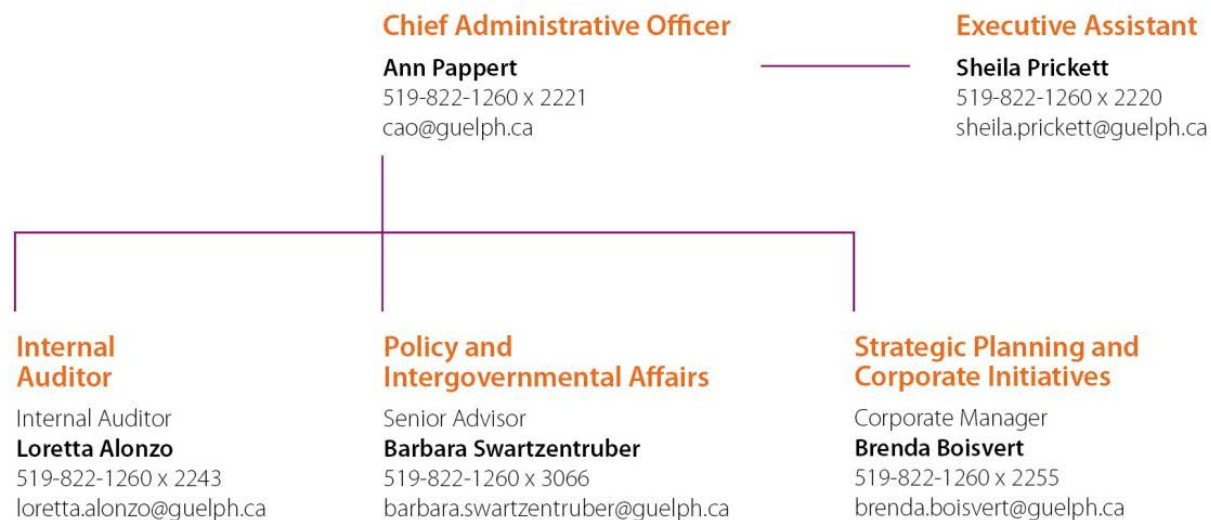 Chief Administrative Officer
Ann Pappert
519-822-1260 x 2221
cao@guelph.ca
Executive Assistant
Sheila Prickett
519-822-1260 x 2220
sheila.prickett@guelph.ca
Internal
Auditor
Internal Auditor
Loretta Alonzo
519-822-1260 x 2243
loretta.alonzo@guelph.ca
Policy and
Intergovernmental Affairs
Senior Advisor
Barbara Swartzentruber
519-822-1260 x 3066
barbara.swartzentruber@guelph.ca
Strategic Planning and
Corporate Initiatives
Corporate Manager
Brenda Boisvert
519-822-1260 x 2255
brenda.boisvert@guelph.ca